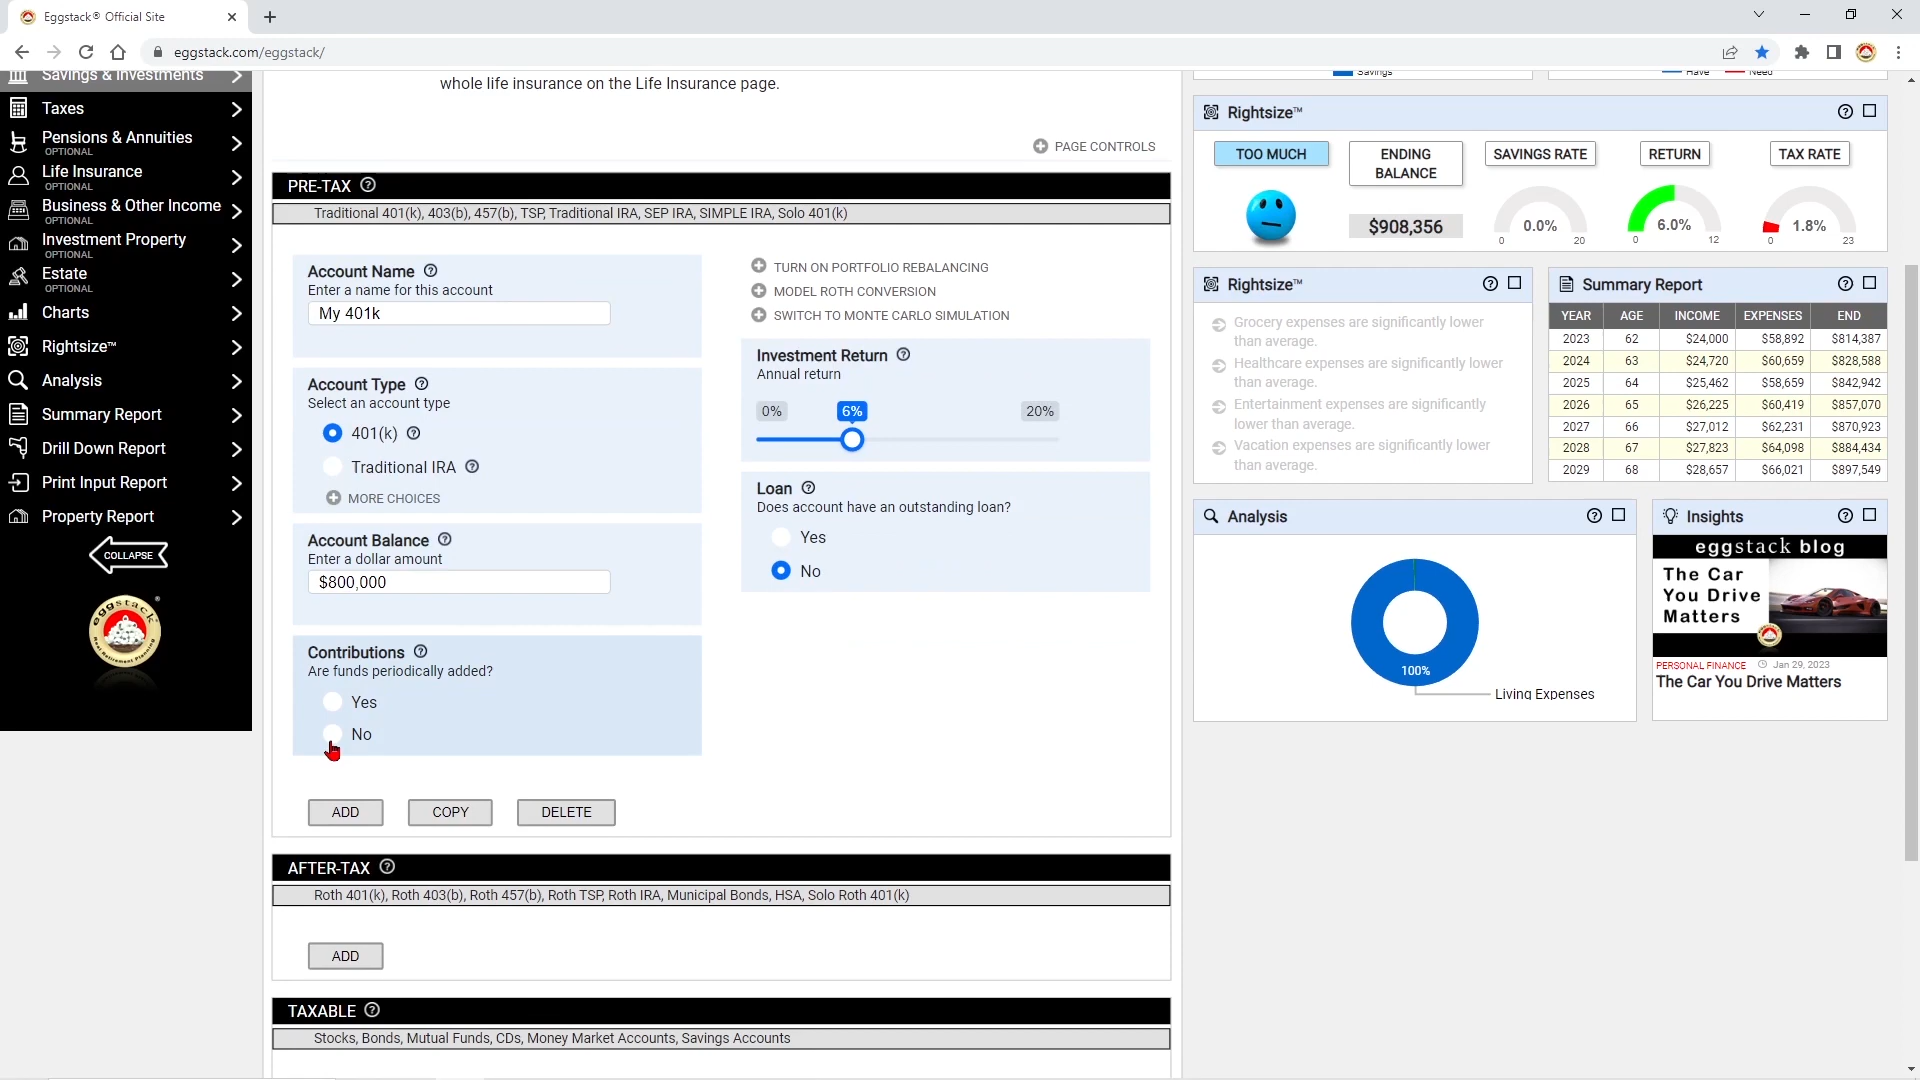 Eggstack® Official Site
eggstack.com/eggstack/
Savings & Investments
Taxes
Pensions & Annuities
OPTIONAL
Life Insurance
OPTIONAL
Business & Other Income
OPTIONAL
Investment Property
OPTIONAL
Estate
OPTIONAL
Charts
Rightsize™
Analysis
Summary Report
Drill Down Report
Print Input Report
Property Report
COLLAPSE
eggstack
Real Retirement Planning
whole life insurance on the Life Insurance page.
PAGE CONTROLS
PRE-TAX
Traditional 401(k), 403(b), 457(b), TSP, Traditional IRA, SEP IRA, SIMPLE IRA, Solo 401(k)
Account Name
Enter a name for this account
My 401k
Account Type
Select an account type
401(k)
Traditional IRA
MORE CHOICES
Account Balance
Enter a dollar amount
$800,000
Contributions
Are funds periodically added?
Yes
No
TURN ON PORTFOLIO REBALANCING
MODEL ROTH CONVERSION
SWITCH TO MONTE CARLO SIMULATION
Investment Return
Annual return
0% 6% 20%
Loan
Does account have an outstanding loan?
Yes
No
ADD COPY DELETE
AFTER-TAX
Roth 401(k), Roth 403(b), Roth 457(b), Roth TSP, Roth IRA, Municipal Bonds, HSA, Solo Roth 401(k)
ADD
TAXABLE
Stocks, Bonds, Mutual Funds, CDs, Money Market Accounts, Savings Accounts
Savings
Have Need
Rightsize™
TOO MUCH
ENDING
BALANCE
$908,356
SAVINGS RATE
0.0%
0 20
RETURN
6.0%
0 12
TAX RATE
1.8%
0 23
Rightsize™
Grocery expenses are significantly lower
than average.
Healthcare expenses are significantly lower
than average.
Entertainment expenses are significantly
lower than average.
Vacation expenses are significantly lower
than average.
Summary Report
YEAR AGE INCOME EXPENSES END
2023 62 $24,000 $58,892 $814,387
2024 63 $24,720 $60,659 $828,588
2025 64 $25,462 $58,659 $842,942
2026 65 $26,225 $60,419 $857,070
2027 66 $27,012 $62,231 $870,923
2028 67 $27,823 $64,098 $884,434
2029 68 $28,657 $66,021 $897,549
Analysis
100%
Living Expenses
Insights
eggstack blog
The Car
You Drive
Matters
PERSONAL FINANCE Jan 29, 2023
The Car You Drive Matters